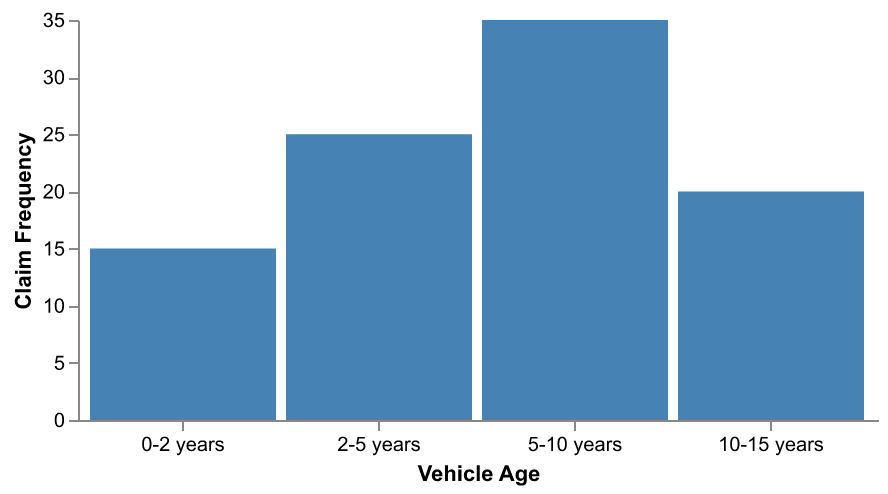 35
30
25
20
15
10
5
0
Claim Frequency
0-2 years
2-5 years
5-10 years
10-15 years
Vehicle Age